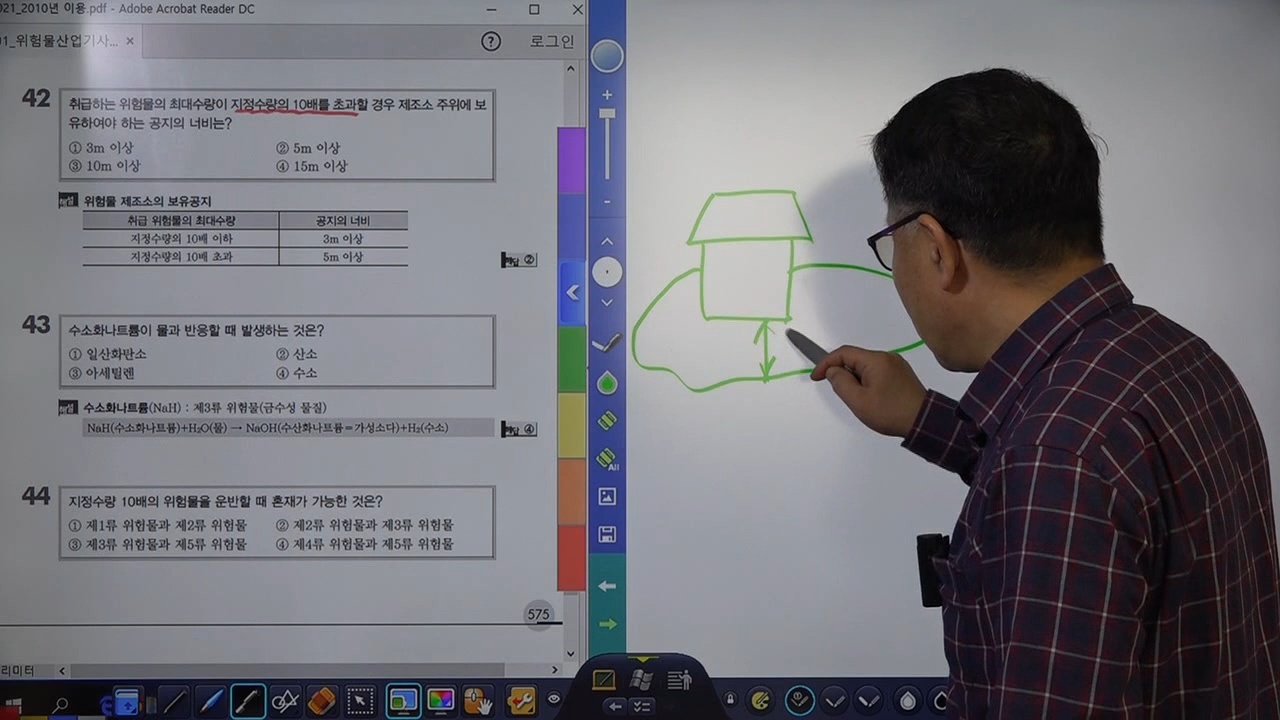 021_2010년 이용.pdf - Adobe Acrobat Reader DC
01_위험물산업기사... ×
? 로그인
42 취급하는 위험물의 최대수량이 지정수량의 10배를 초과할 경우 제조소 주위에 보
유하여야 하는 공지의 너비는?
① 3m 이상 ② 5m 이상
③ 10m 이상 ④ 15m 이상
해설 위험물 제조소의 보유공지
취급 위험물의 최대수량 공지의 너비
지정수량의 10배 이하 3m 이상
지정수량의 10배 초과 5m 이상
해답 ②
43 수소화나트륨이 물과 반응할 때 발생하는 것은?
① 일산화탄소 ② 산소
③ 아세틸렌 ④ 수소
해설 수소화나트륨(NaH) : 제3류 위험물(금수성 물질)
NaH(수소화나트륨)+H₂O(물) → NaOH(수산화나트륨=가성소다)+H₂(수소)
해답 ④
44 지정수량 10배의 위험물을 운반할 때 혼재가 가능한 것은?
① 제1류 위험물과 제2류 위험물 ② 제2류 위험물과 제3류 위험물
③ 제3류 위험물과 제5류 위험물 ④ 제4류 위험물과 제5류 위험물
575
리미터
All